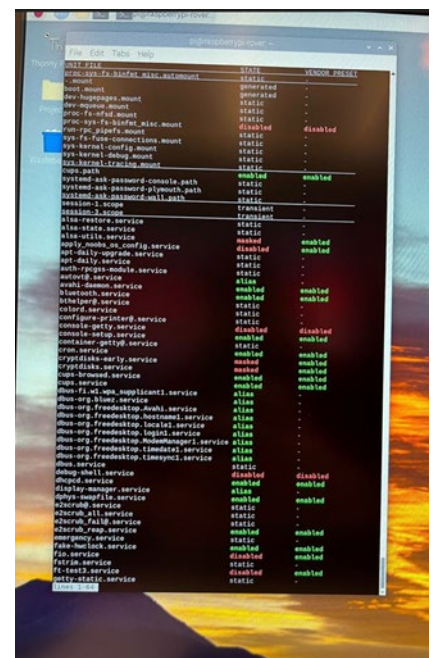 pi@raspberrypi-rover: ~
File Edit Tabs Help
UNIT FILE STATE VENDOR PRESET
proc-sys-fs-binfmt_misc.automount static -
-.mount generated -
boot.mount generated -
dev-hugepages.mount static -
dev-mqueue.mount static -
proc-fs-nfsd.mount static -
proc-sys-fs-binfmt_misc.mount disabled disabled
run-rpc_pipefs.mount static -
sys-fs-fuse-connections.mount static -
sys-kernel-config.mount static -
sys-kernel-debug.mount static -
sys-kernel-tracing.mount static -
cups.path enabled enabled
systemd-ask-password-console.path static -
systemd-ask-password-plymouth.path static -
systemd-ask-password-wall.path static -
session-1.scope transient -
session-3.scope transient -
alsa-restore.service static -
alsa-state.service static -
alsa-utils.service masked enabled
apply_noobs_os_config.service disabled enabled
apt-daily-upgrade.service static -
apt-daily.service static -
auth-rpcgss-module.service static -
autovt@.service alias -
avahi-daemon.service enabled enabled
bluetooth.service enabled enabled
bthelper@.service static -
colord.service static -
configure-printer@.service static -
console-getty.service disabled disabled
console-setup.service enabled enabled
container-getty@.service static -
cron.service enabled enabled
cryptdisks-early.service masked enabled
cryptdisks.service masked enabled
cups-browsed.service enabled enabled
cups.service enabled enabled
dbus-fi.w1.wpa_supplicant1.service alias -
dbus-org.bluez.service alias -
dbus-org.freedesktop.Avahi.service alias -
dbus-org.freedesktop.hostname1.service alias -
dbus-org.freedesktop.locale1.service alias -
dbus-org.freedesktop.login1.service alias -
dbus-org.freedesktop.ModemManager1.service alias -
dbus-org.freedesktop.timedate1.service alias -
dbus-org.freedesktop.timesync1.service alias -
dbus.service static -
debug-shell.service disabled disabled
dhcpcd.service enabled enabled
display-manager.service alias -
dphys-swapfile.service enabled enabled
e2scrub@.service static -
e2scrub_all.service static -
e2scrub_fail@.service static -
e2scrub_reap.service enabled enabled
emergency.service static -
fake-hwclock.service enabled enabled
fio.service disabled enabled
fstrim.service static -
ft-test3.service disabled enabled
getty-static.service static -
lines 1-64